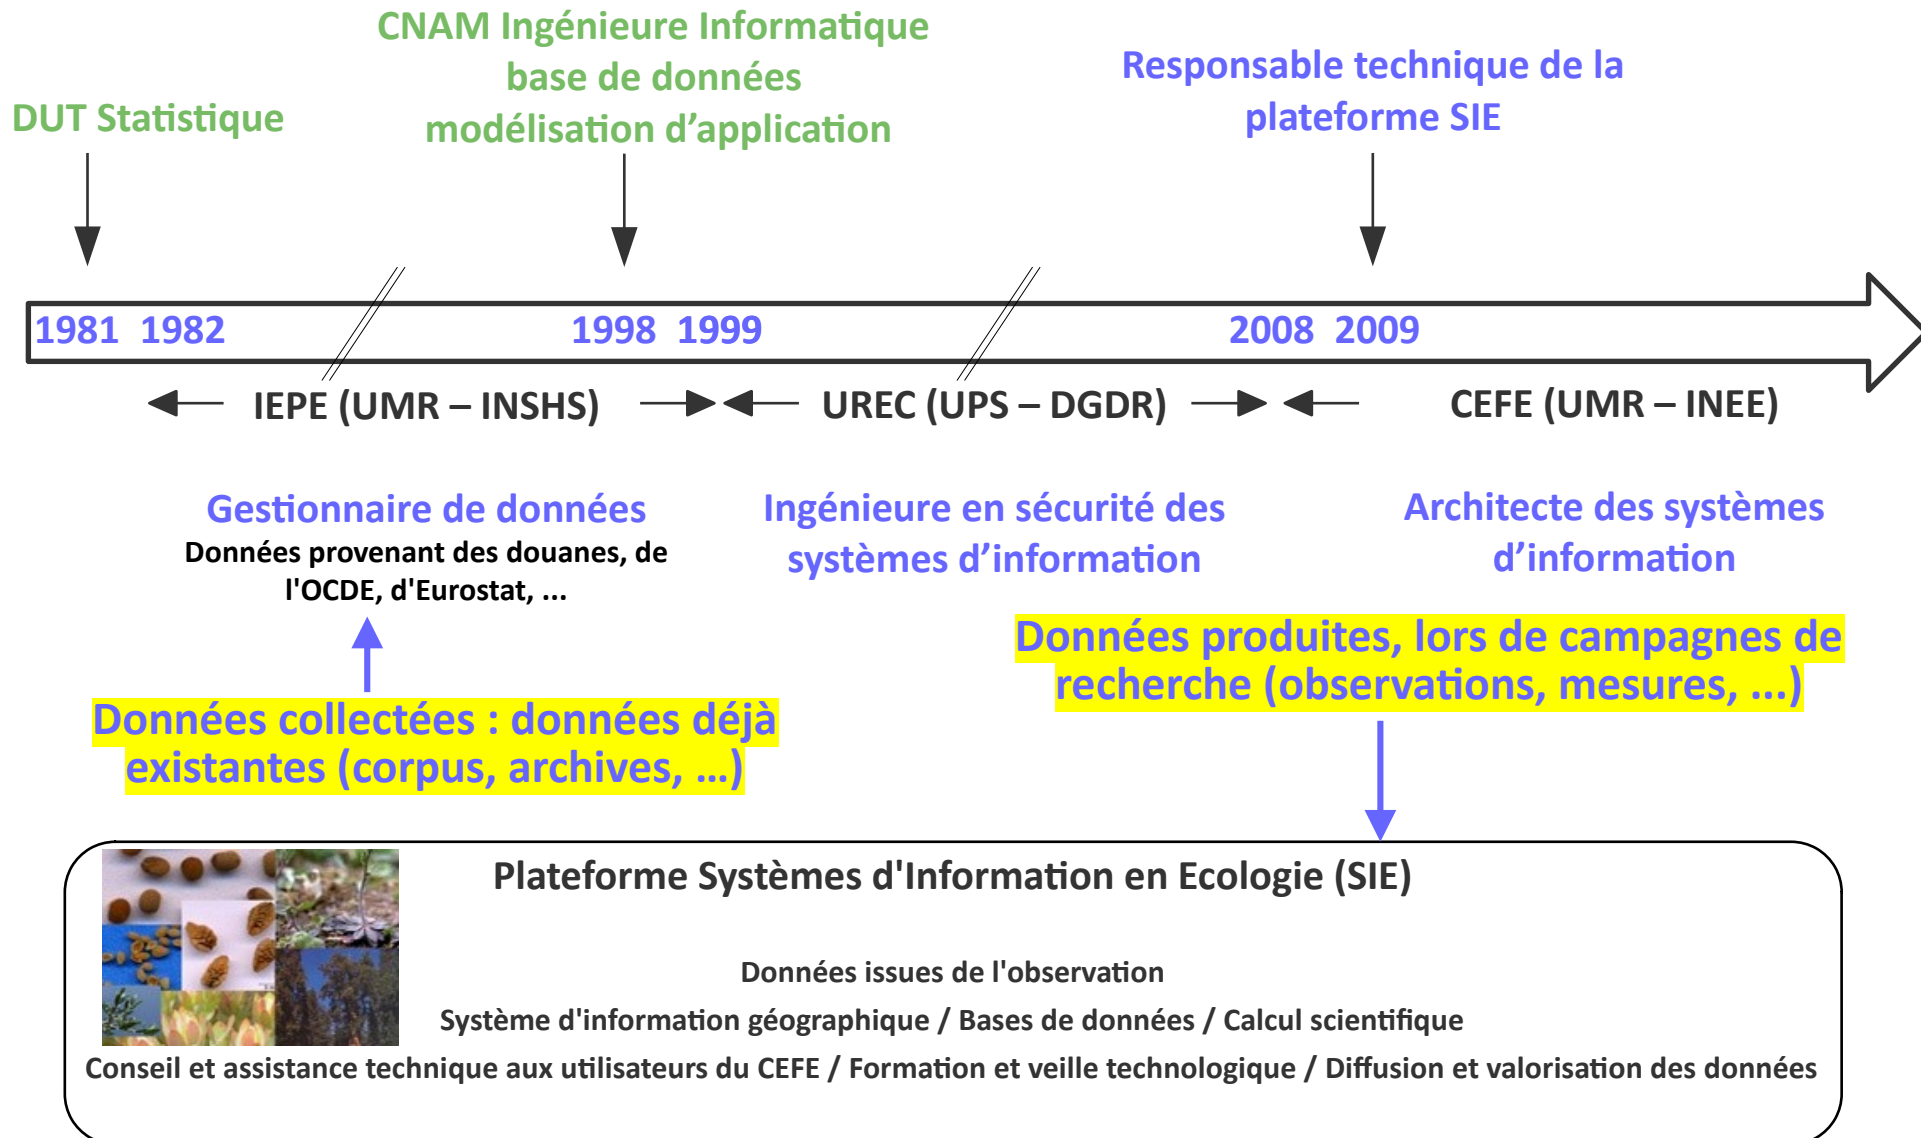 CNAM Ingénieure Informatique
base de données
modélisation d’application
DUT Statistique
Responsable technique de la
plateforme SIE
1981 1982 1998 1999 2008 2009
IEPE (UMR – INSHS) UREC (UPS – DGDR) CEFE (UMR – INEE)
Gestionnaire de données
Données provenant des douanes, de
l'OCDE, d'Eurostat, ...
Ingénieure en sécurité des
systèmes d’information
Architecte des systèmes
d’information
Données collectées : données déjà
existantes (corpus, archives, …)
Données produites, lors de campagnes de
recherche (observations, mesures, ...)
Plateforme Systèmes d'Information en Ecologie (SIE)
Données issues de l'observation
Système d'information géographique / Bases de données / Calcul scientifique
Conseil et assistance technique aux utilisateurs du CEFE / Formation et veille technologique / Diffusion et valorisation des données